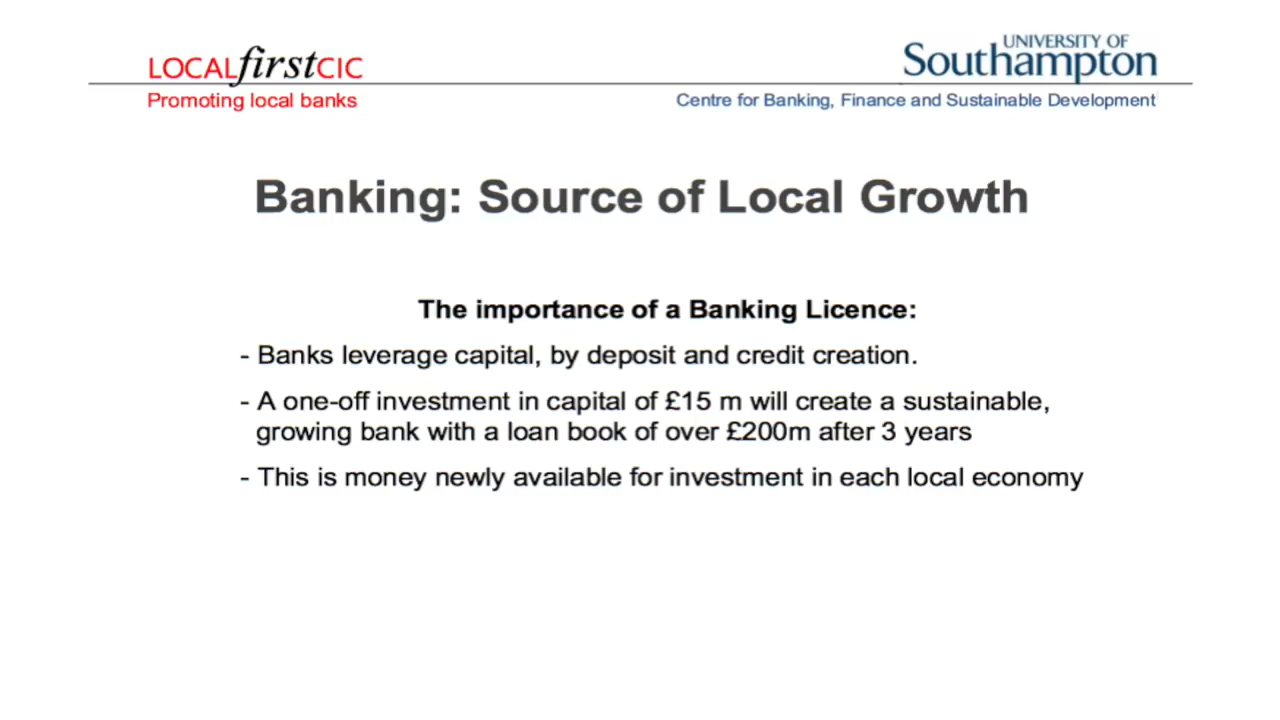 LOCALfirstCIC
Promoting local banks
UNIVERSITY OF
Southampton
Centre for Banking, Finance and Sustainable Development
Banking: Source of Local Growth
The importance of a Banking Licence:
- Banks leverage capital, by deposit and credit creation.
- A one-off investment in capital of £15 m will create a sustainable,
growing bank with a loan book of over £200m after 3 years
- This is money newly available for investment in each local economy